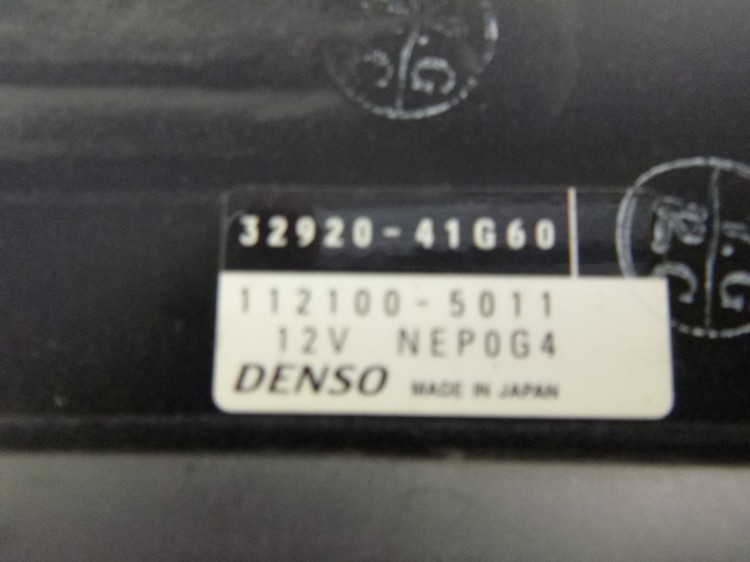 32920-41G60
112100-5011
12V NEP0G4
DENSO MADE IN JAPAN